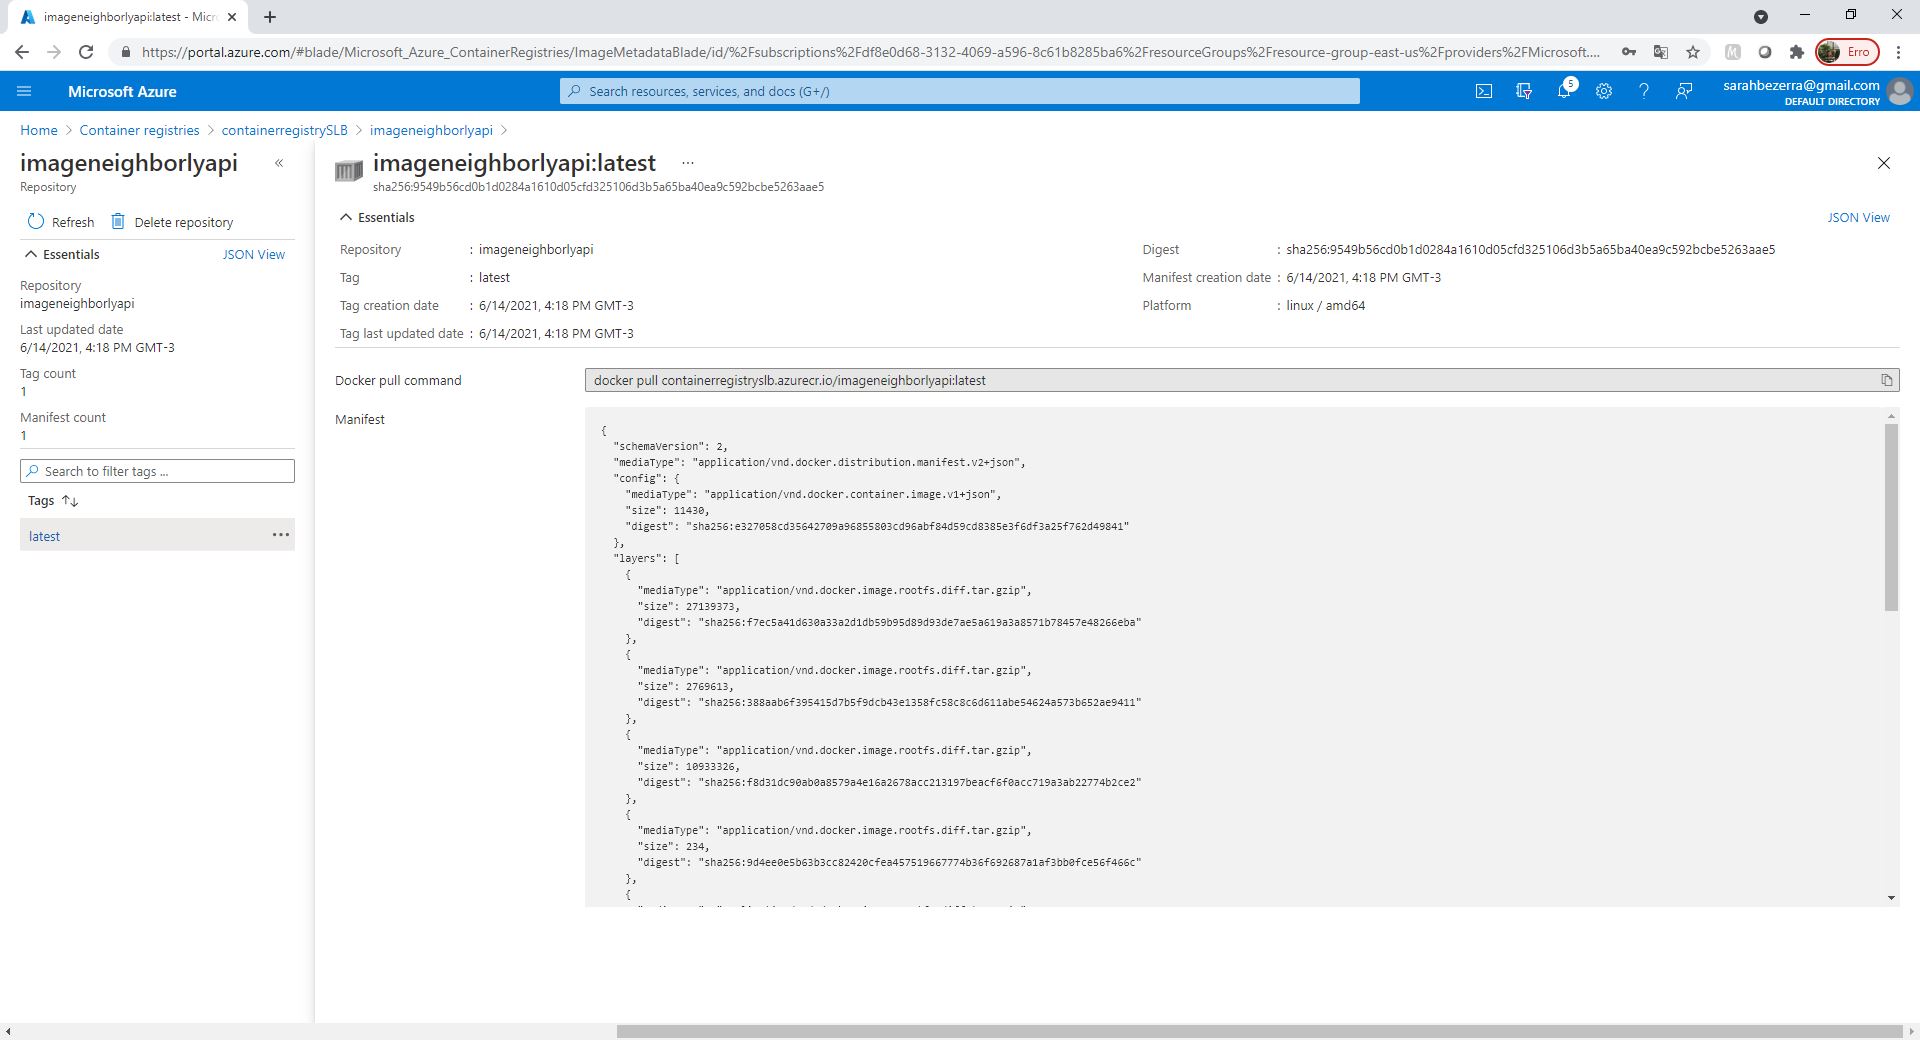 imageneighborlyapi:latest - Micro
https://portal.azure.com/#blade/Microsoft_Azure_ContainerRegistries/ImageMetadataBlade/id/%2Fsubscriptions%2Fdf8e0d68-3132-4069-a596-8c61b8285ba6%2FresourceGroups%2Fresource-group-east-us%2Fproviders%2FMicrosoft....
Erro
Microsoft Azure
Search resources, services, and docs (G+/)
5
sarahbezerra@gmail.com
DEFAULT DIRECTORY
Home > Container registries > containerregistrySLB > imageneighborlyapi >
imageneighborlyapi
Repository
Refresh
Delete repository
Essentials
JSON View
Repository
imageneighborlyapi
Last updated date
6/14/2021, 4:18 PM GMT-3
Tag count
1
Manifest count
1
Search to filter tags ...
Tags
latest
imageneighborlyapi:latest
sha256:9549b56cd0b1d0284a1610d05cfd325106d3b5a65ba40ea9c592bcbe5263aae5
Essentials
JSON View
Repository : imageneighborlyapi
Tag : latest
Tag creation date : 6/14/2021, 4:18 PM GMT-3
Tag last updated date : 6/14/2021, 4:18 PM GMT-3
Digest : sha256:9549b56cd0b1d0284a1610d05cfd325106d3b5a65ba40ea9c592bcbe5263aae5
Manifest creation date : 6/14/2021, 4:18 PM GMT-3
Platform : linux / amd64
Docker pull command
docker pull containerregistryslb.azurecr.io/imageneighborlyapi:latest
Manifest
{
"schemaVersion": 2,
"mediaType": "application/vnd.docker.distribution.manifest.v2+json",
"config": {
"mediaType": "application/vnd.docker.container.image.v1+json",
"size": 11430,
"digest": "sha256:e327058cd35642709a96855803cd96abf84d59cd8385e3f6df3a25f762d49841"
},
"layers": [
{
"mediaType": "application/vnd.docker.image.rootfs.diff.tar.gzip",
"size": 27139373,
"digest": "sha256:f7ec5a41d630a33a2d1db59b95d89d93de7ae5a619a3a8571b78457e48266eba"
},
{
"mediaType": "application/vnd.docker.image.rootfs.diff.tar.gzip",
"size": 2769613,
"digest": "sha256:388aab6f395415d7b5f9dcb43e1358fc58c8c6d611abe54624a573b652ae9411"
},
{
"mediaType": "application/vnd.docker.image.rootfs.diff.tar.gzip",
"size": 10933326,
"digest": "sha256:f8d31dc90ab0a8579a4e16a2678acc213197beacf6f0acc719a3ab22774b2ce2"
},
{
"mediaType": "application/vnd.docker.image.rootfs.diff.tar.gzip",
"size": 234,
"digest": "sha256:9d4ee0e5b63b3cc82420cfea457519667774b36f692687a1af3bb0fce56f466c"
},
{